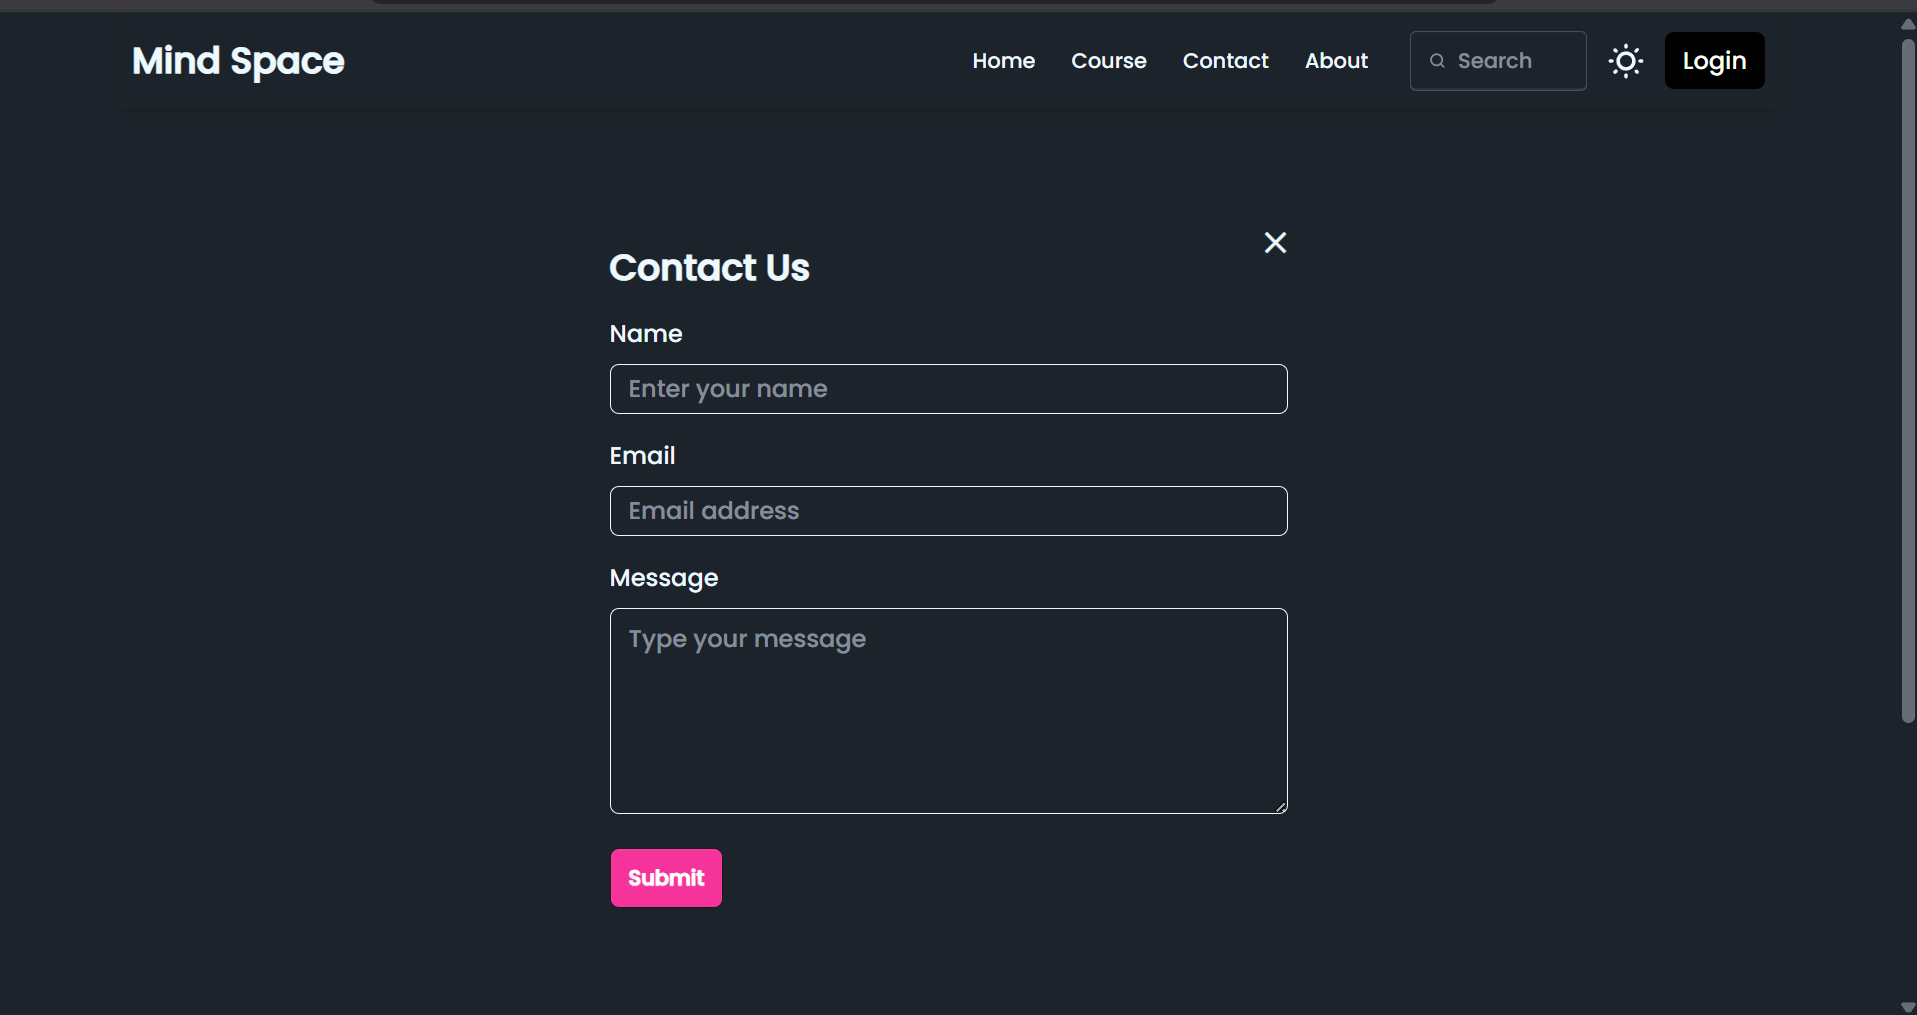 Mind Space
Home Course Contact About Search Login
Contact Us
Name
Enter your name
Email
Email address
Message
Type your message
Submit